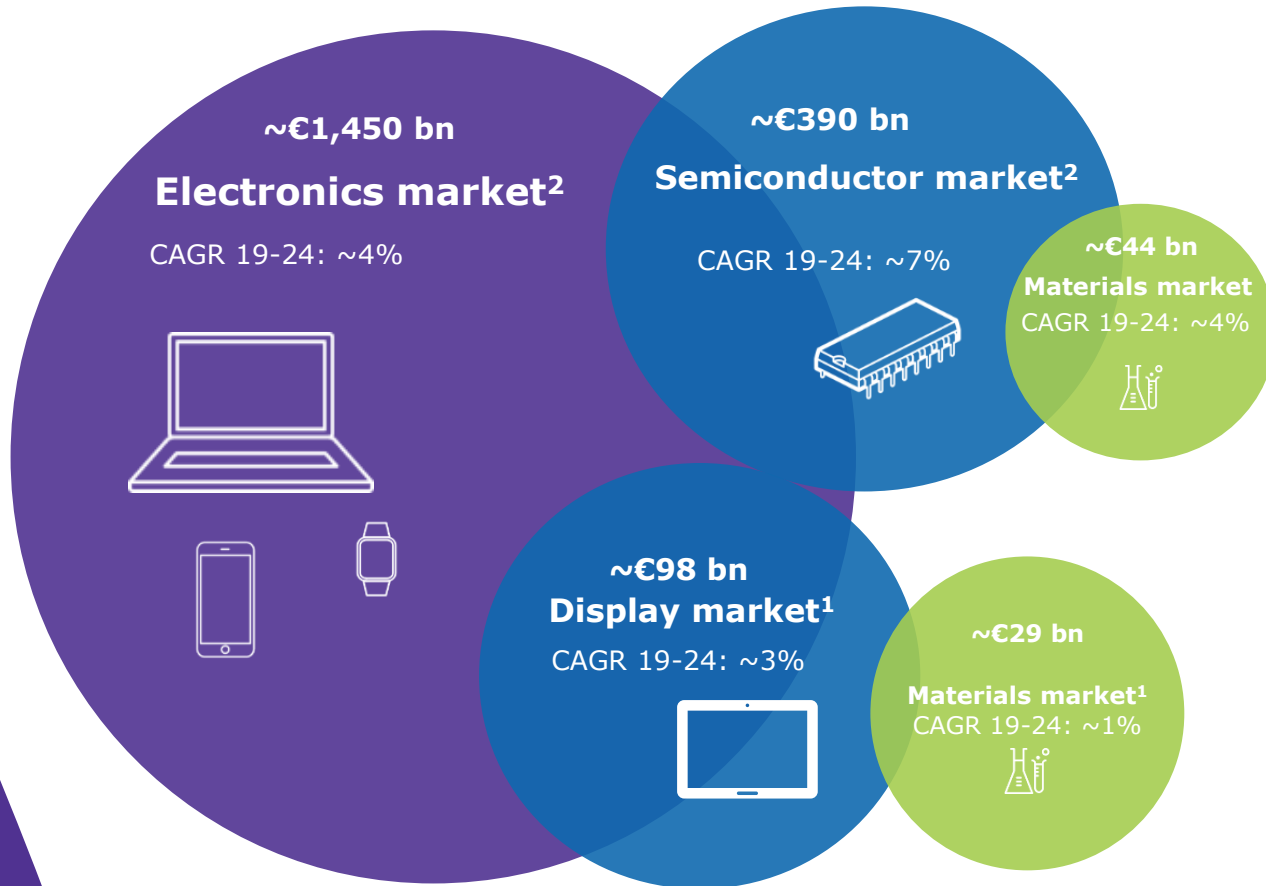 ~€1,450 bn
Electronics market²
CAGR 19-24: ~4%
~€390 bn
Semiconductor market²
CAGR 19-24: ~7%
~€44 bn
Materials market
CAGR 19-24: ~4%
~€98 bn
Display market¹
CAGR 19-24: ~3%
~€29 bn
Materials market¹
CAGR 19-24: ~1%